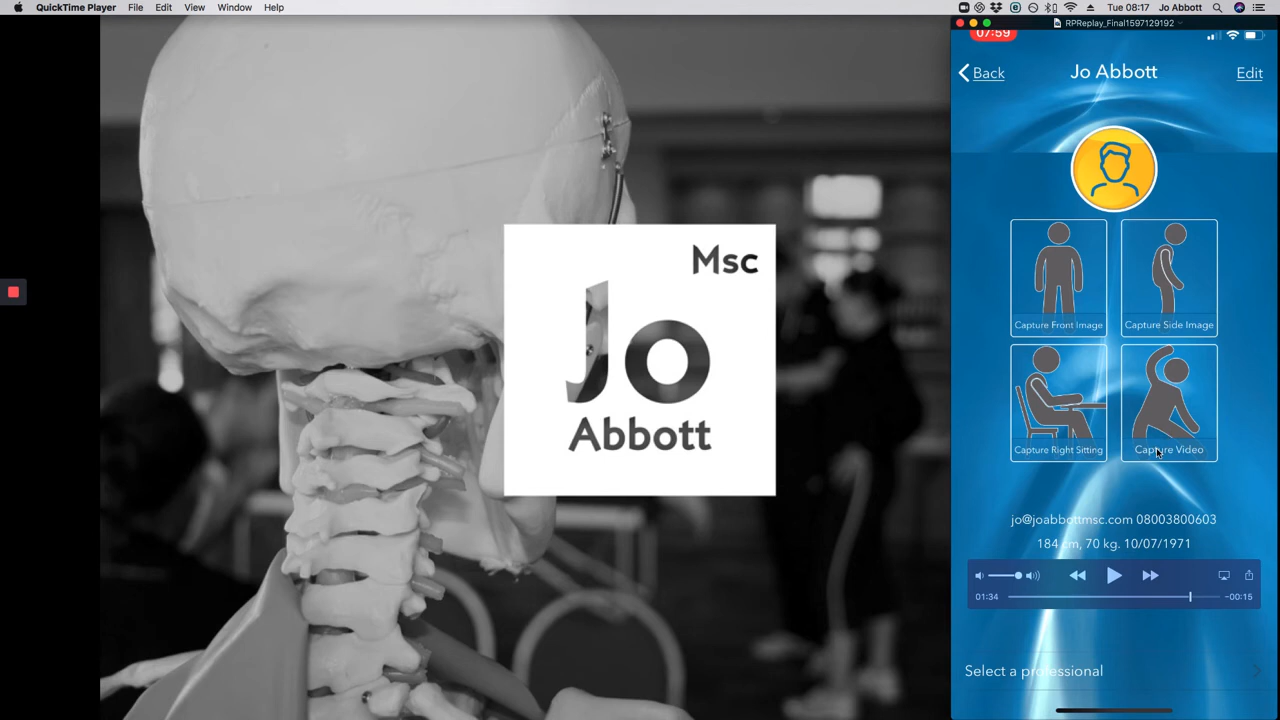 QuickTime Player File Edit View Window Help
Tue 08:17 Jo Abbott
RPReplay_Final1597129192
07:59
Back
Jo Abbott
Edit
Capture Front Image
Capture Side Image
Capture Right Sitting
Capture Video
jo@joabbottmsc.com 08003800603
184 cm, 70 kg. 10/07/1971
01:34
-00:15
Select a professional
Msc
Jo
Abbott